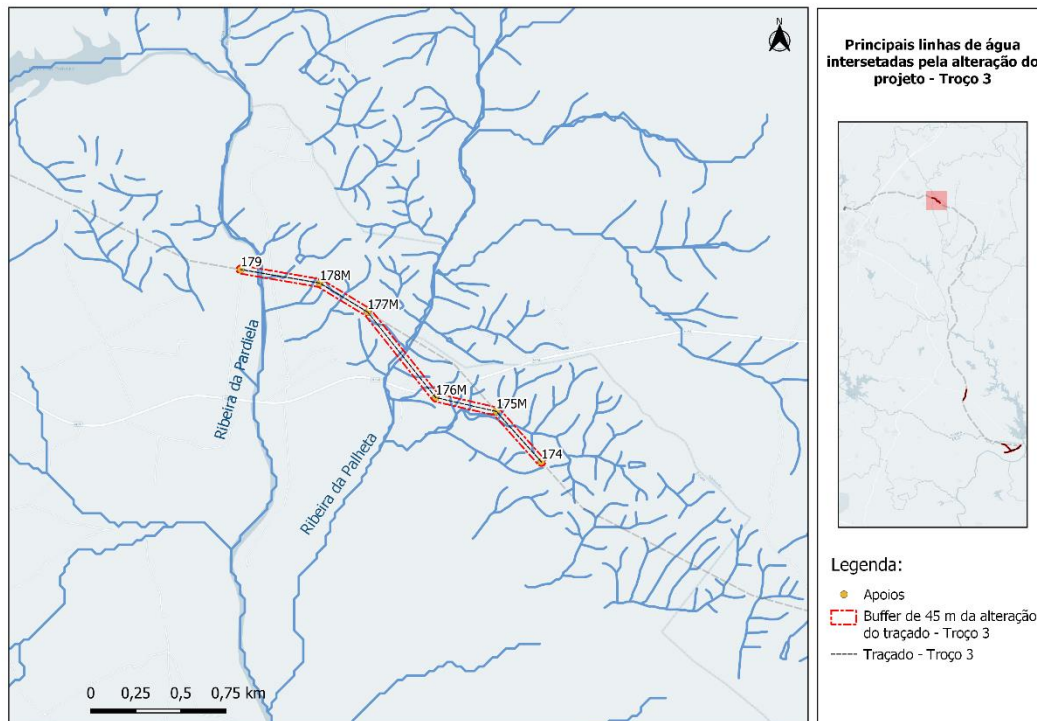 N
179
178M
177M
176M
175M
174
Ribeira da Pardiela
Ribeira da Palheta
0 0,25 0,5 0,75 km
Principais linhas de água
intersetadas pela alteração do
projeto - Troço 3
Legenda:
Apoios
Buffer de 45 m da alteração
do traçado - Troço 3
Traçado - Troço 3